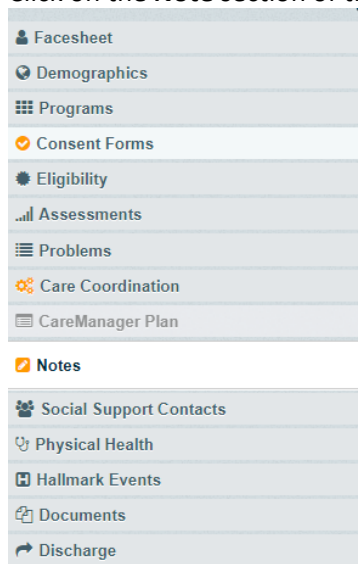 Facesheet
Demographics
Programs
Consent Forms
Eligibility
Assessments
Problems
Care Coordination
CareManager Plan
Notes
Social Support Contacts
Physical Health
Hallmark Events
Documents
Discharge